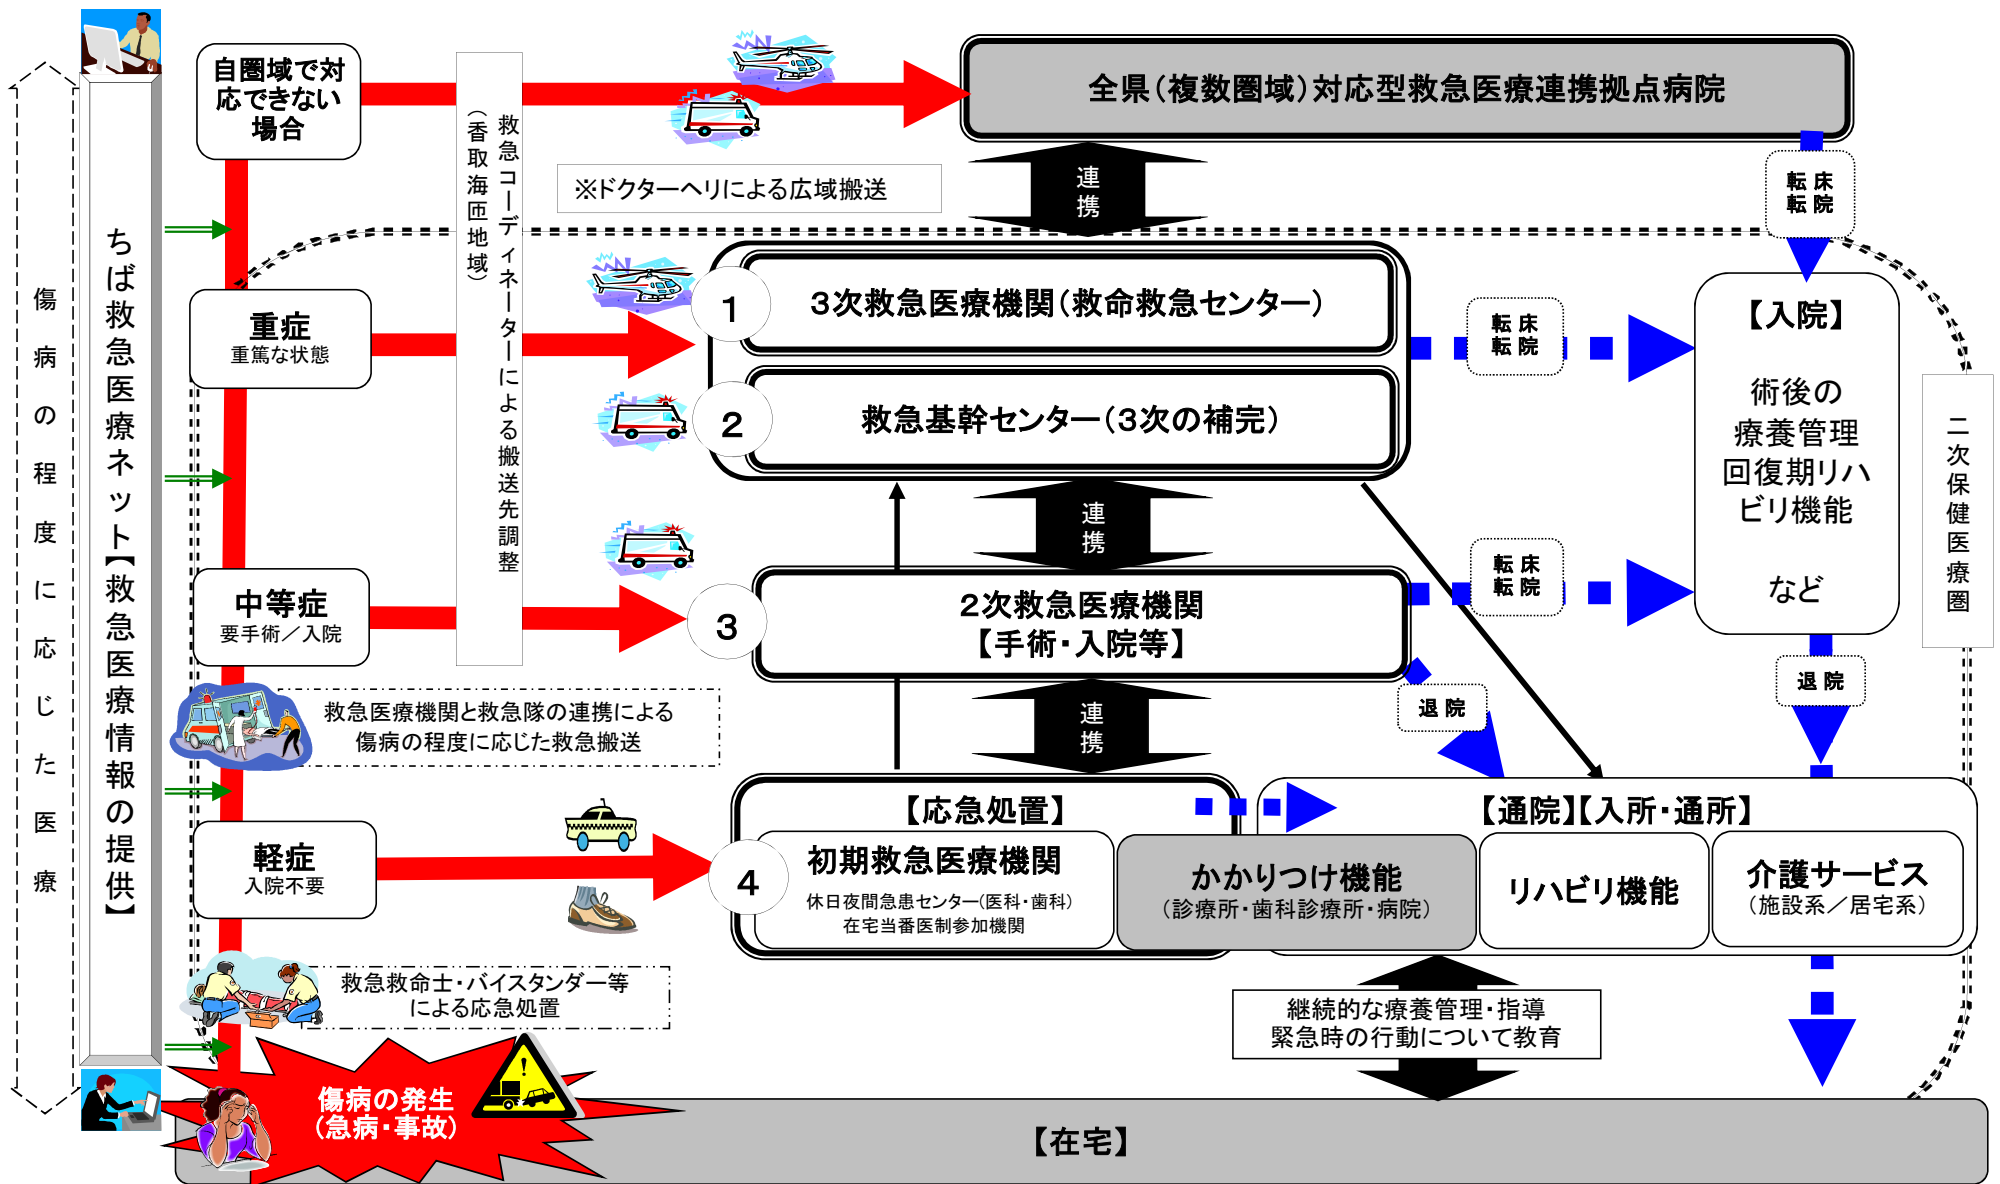 傷病の程度に応じた医療
ちば救急医療ネット【救急医療情報の提供】
自圏域で対
応できない
場合
救急コーディネーターによる搬送先調整
（香取海匝地域）
※ドクターヘリによる広域搬送
全県（複数圏域）対応型救急医療連携拠点病院
連携
転床
転院
重症
重篤な状態
1
3次救急医療機関（救命救急センター）
2
救急基幹センター（3次の補完）
転床
転院
【入院】
術後の
療養管理
回復期リハ
ビリ機能
など
二次保健医療圏
連携
中等症
要手術／入院
3
2次救急医療機関
【手術・入院等】
転床
転院
退院
退院
救急医療機関と救急隊の連携による
傷病の程度に応じた救急搬送
連携
軽症
入院不要
4
【応急処置】
初期救急医療機関
休日夜間急患センター(医科・歯科)
在宅当番医制参加機関
【通院】【入所・通所】
かかりつけ機能
（診療所・歯科診療所・病院）
リハビリ機能
介護サービス
（施設系／居宅系）
救急救命士・バイスタンダー等
による応急処置
継続的な療養管理・指導
緊急時の行動について教育
傷病の発生
（急病・事故）
!
【在宅】